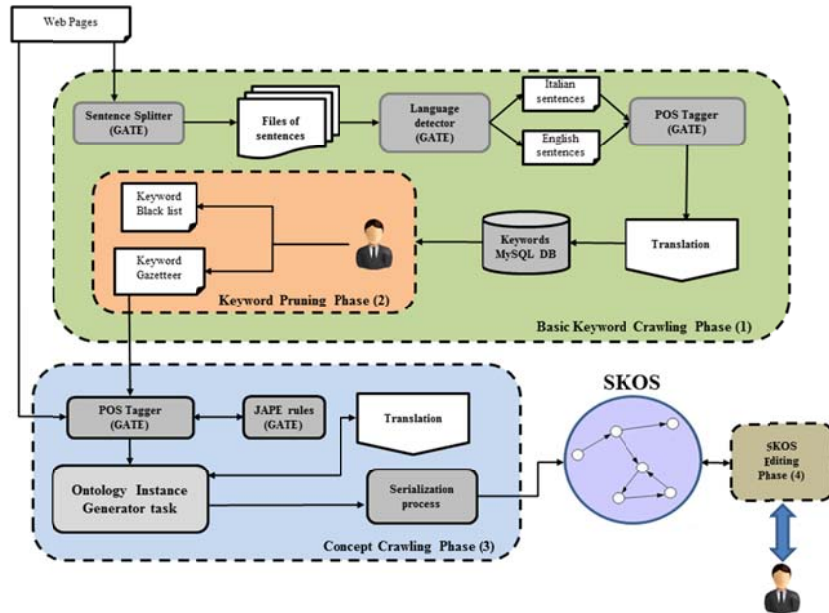 Web Pages
Sentence Splitter
(GATE)
Files of
sentences
Language
detector
(GATE)
Italian
sentences
English
sentences
POS Tagger
(GATE)
Keyword
Black list
Keyword
Gazetteer
Keywords
MySQL DB
Translation
Keyword Pruning Phase (2)
Basic Keyword Crawling Phase (1)
POS Tagger
(GATE)
JAPE rules
(GATE)
Translation
Ontology Instance
Generator task
Serialization
process
Concept Crawling Phase (3)
SKOS
SKOS
Editing
Phase (4)